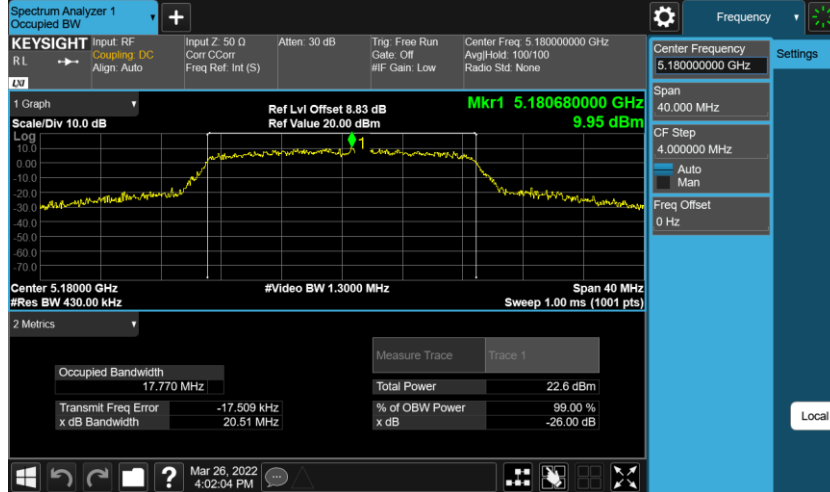 Spectrum Analyzer 1
Occupied BW
+
Frequency
KEYSIGHT
R L
LXI
Input: RF
Coupling: DC
Align: Auto
Input Z: 50 Ω
Corr CCorr
Freq Ref: Int (S)
Atten: 30 dB
Trig: Free Run
Gate: Off
#IF Gain: Low
Center Freq: 5.180000000 GHz
Avg|Hold: 100/100
Radio Std: None
Center Frequency
5.180000000 GHz
Settings
Span
40.000 MHz
CF Step
4.000000 MHz
Auto
Man
Freq Offset
0 Hz
1 Graph
Scale/Div 10.0 dB
Ref Lvl Offset 8.83 dB
Ref Value 20.00 dBm
Mkr1 5.180680000 GHz
9.95 dBm
Log
10.0
0.00
-10.0
-20.0
-30.0
-40.0
-50.0
-60.0
-70.0
1
Center 5.18000 GHz
#Res BW 430.00 kHz
#Video BW 1.3000 MHz
Span 40 MHz
Sweep 1.00 ms (1001 pts)
2 Metrics
Measure Trace
Trace 1
Occupied Bandwidth
17.770 MHz
Total Power
22.6 dBm
Transmit Freq Error
-17.509 kHz
% of OBW Power
99.00 %
x dB Bandwidth
20.51 MHz
x dB
-26.00 dB
Local
?
Mar 26, 2022
4:02:04 PM